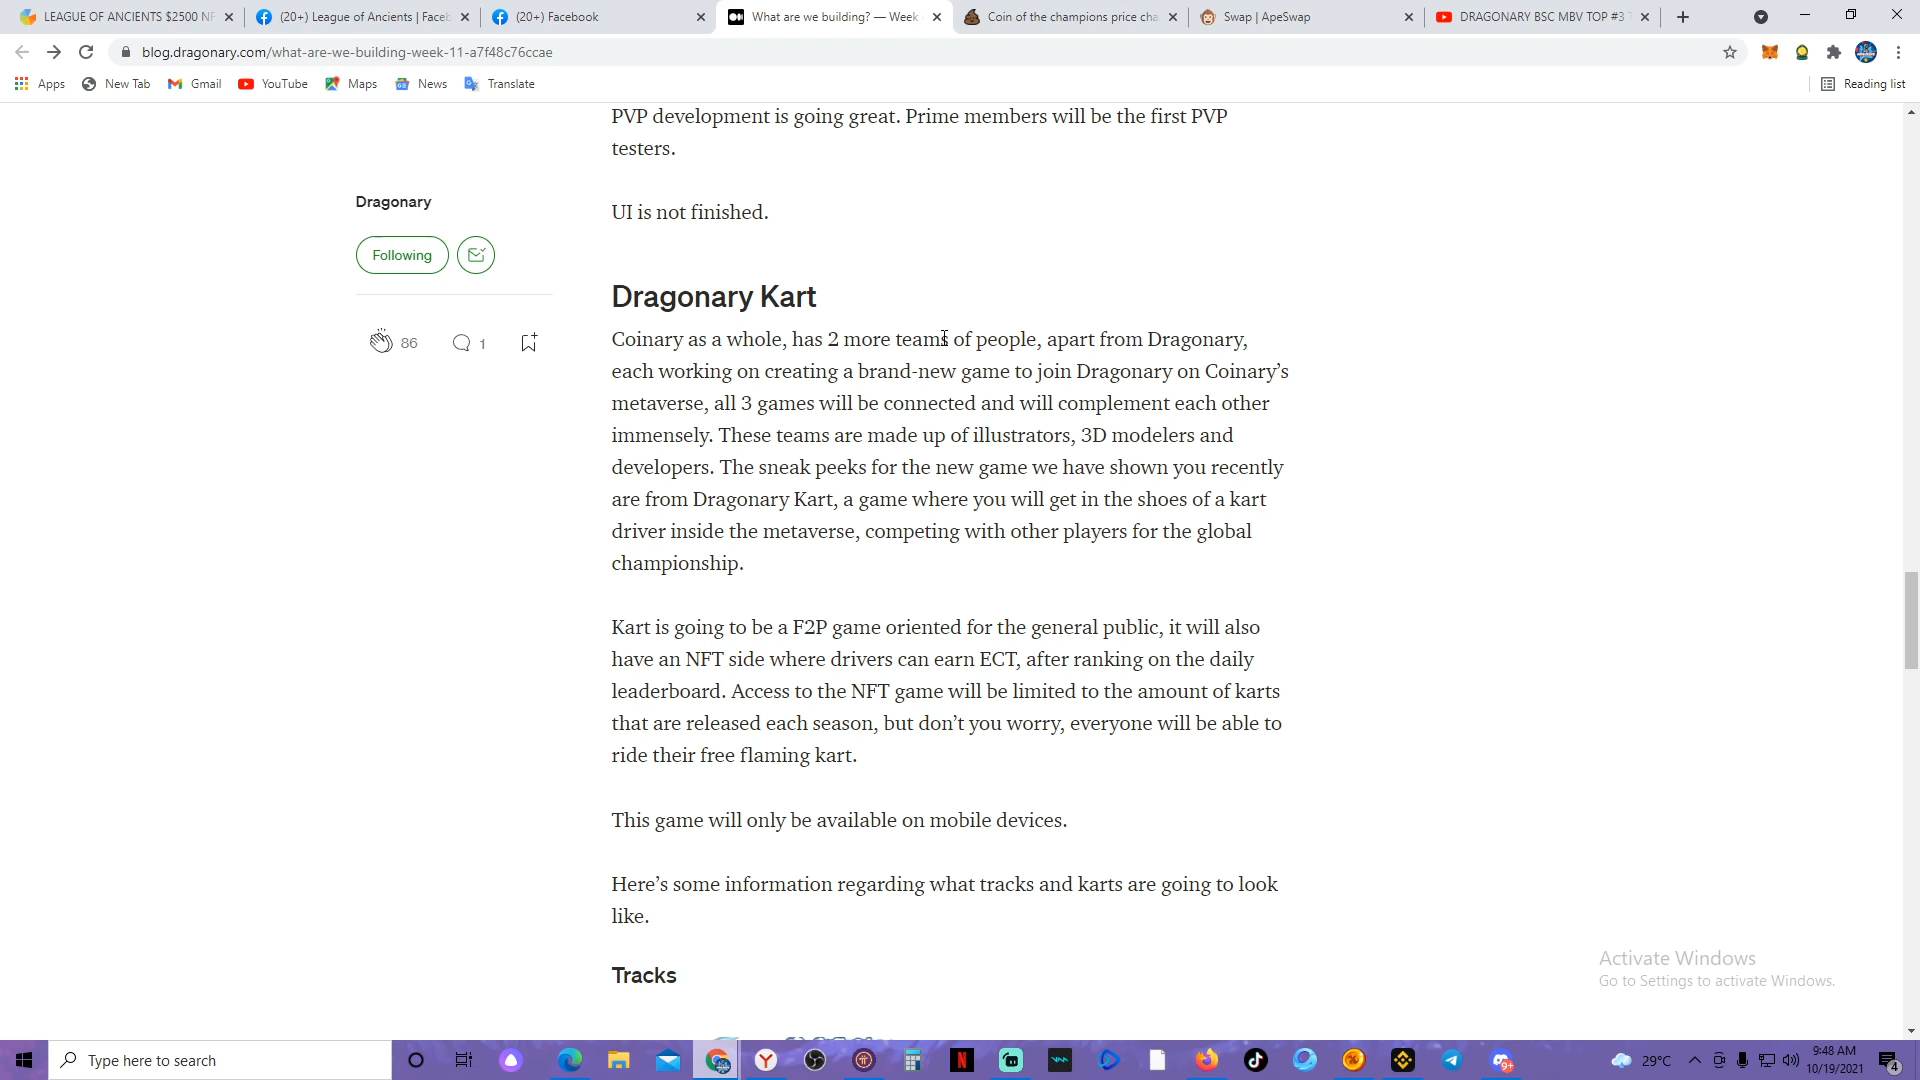 LEAGUE OF ANCIENTS $2500 NF
(20+) League of Ancients | Faceb
(20+) Facebook
What are we building? — Week
Coin of the champions price cha
Swap | ApeSwap
DRAGONARY BSC MBV TOP #3 T
blog.dragonary.com/what-are-we-building-week-11-a7f48c76ccae
Apps
New Tab
Gmail
YouTube
Maps
News
Translate
Reading list
PVP development is going great. Prime members will be the first PVP
testers.
UI is not finished.
Dragonary
Following
86
1
Dragonary Kart
Coinary as a whole, has 2 more teams of people, apart from Dragonary,
each working on creating a brand-new game to join Dragonary on Coinary’s
metaverse, all 3 games will be connected and will complement each other
immensely. These teams are made up of illustrators, 3D modelers and
developers. The sneak peeks for the new game we have shown you recently
are from Dragonary Kart, a game where you will get in the shoes of a kart
driver inside the metaverse, competing with other players for the global
championship.
Kart is going to be a F2P game oriented for the general public, it will also
have an NFT side where drivers can earn ECT, after ranking on the daily
leaderboard. Access to the NFT game will be limited to the amount of karts
that are released each season, but don’t you worry, everyone will be able to
ride their free flaming kart.
This game will only be available on mobile devices.
Here’s some information regarding what tracks and karts are going to look
like.
Tracks
Activate Windows
Go to Settings to activate Windows.
Type here to search
29°C
9:48 AM
10/19/2021
4